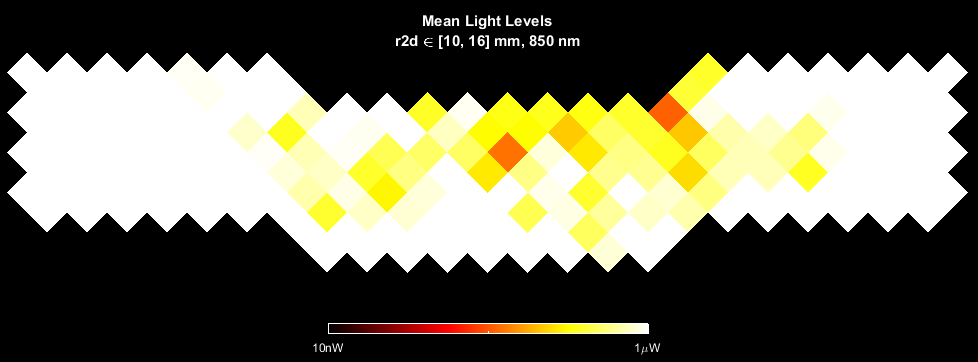 Mean Light Levels
r2d ∈ [10, 16] mm, 850 nm
10nW 1μW